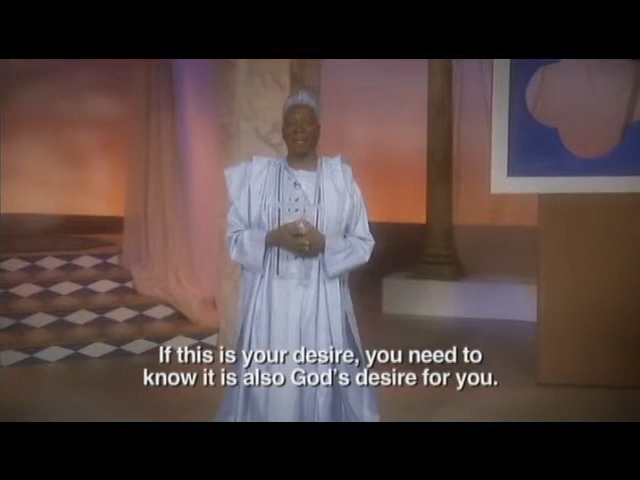 If this is your desire, you need to
know it is also God's desire for you.